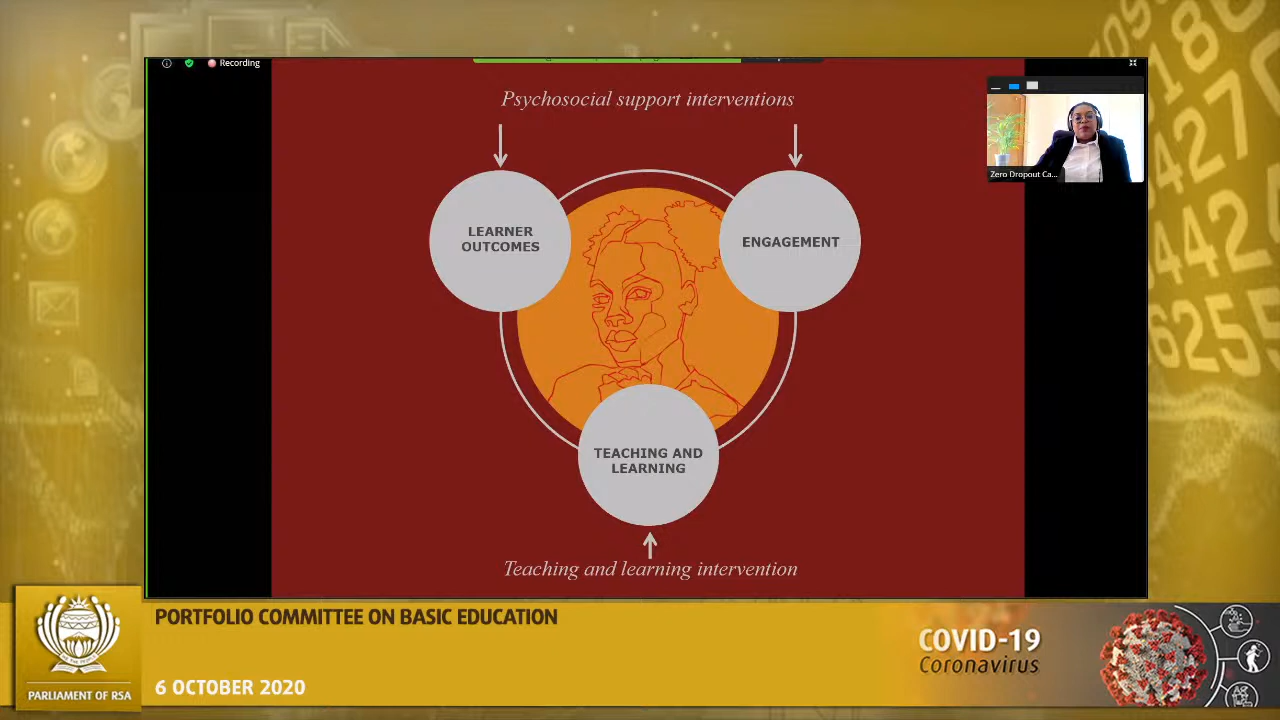 Recording
Psychosocial support interventions
Zero Dropout Ca...
LEARNER
OUTCOMES
ENGAGEMENT
TEACHING AND
LEARNING
Teaching and learning intervention
PORTFOLIO COMMITTEE ON BASIC EDUCATION
6 OCTOBER 2020
PARLIAMENT OF RSA
COVID-19
Coronavirus